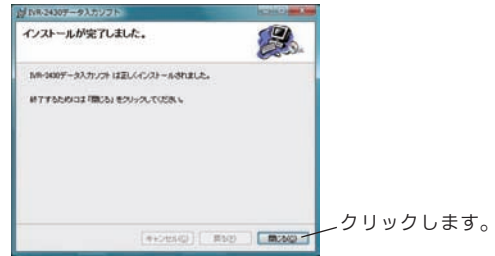 IVR-2430データ入力ソフト
インストールが完了しました。
IVR-2430データ入力ソフト は正しくインストールされました。
終了するためには「閉じる」をクリックしてください。
キャンセル(C)
戻る(B)
閉じる(C)
クリックします。